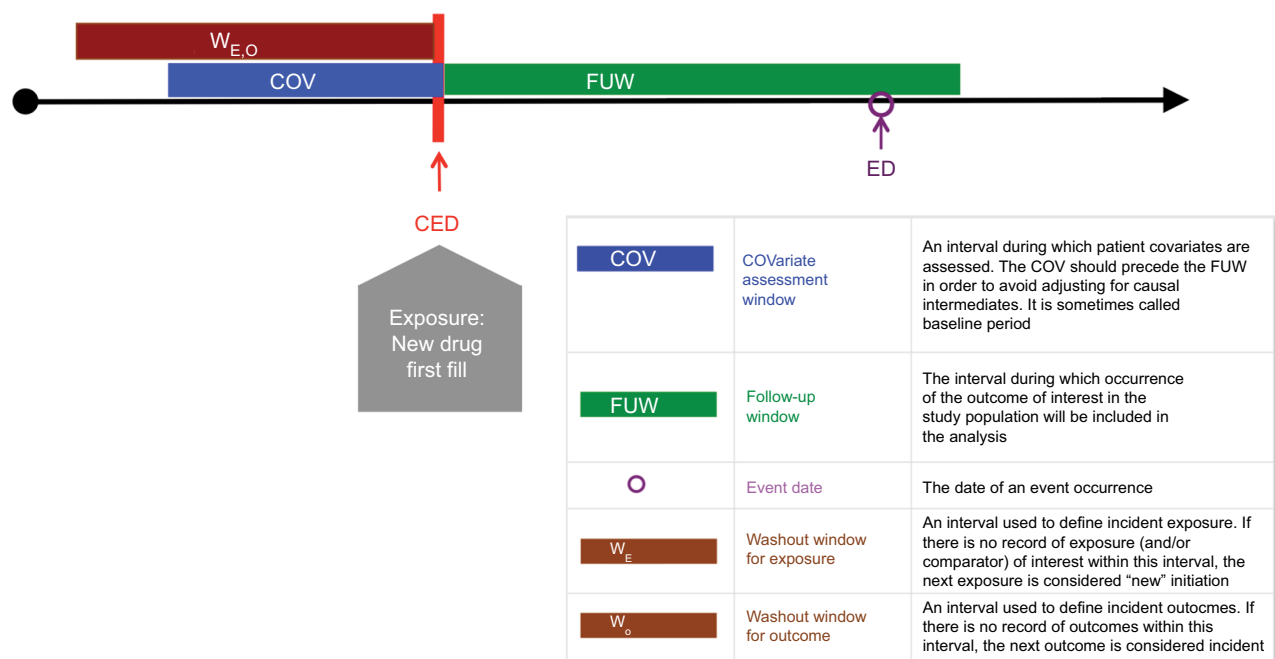 W E,O
COV
FUW
ED
CED
Exposure:
New drug
first fill
COV
COVariate
assessment
window
An interval during which patient covariates are
assessed. The COV should precede the FUW
in order to avoid adjusting for causal
intermediates. It is sometimes called
baseline period
FUW
Follow-up
window
The interval during which occurrence
of the outcome of interest in the
study population will be included in
the analysis
Event date
The date of an event occurrence
W E
Washout window
for exposure
An interval used to define incident exposure. If
there is no record of exposure (and/or
comparator) of interest within this interval, the
next exposure is considered “new” initiation
W o
Washout window
for outcome
An interval used to define incident outocmes. If
there is no record of outcomes within this
interval, the next outcome is considered incident